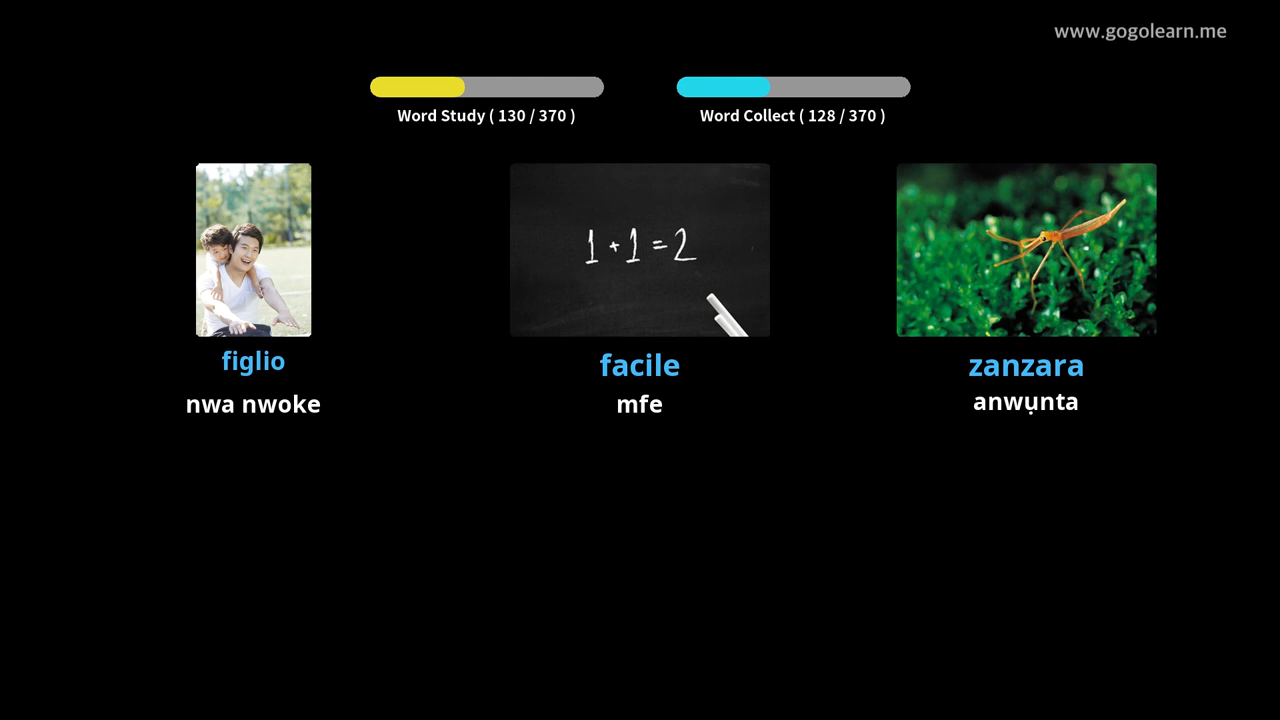 www.gogolearn.me
Word Study ( 130 / 370 )
Word Collect ( 128 / 370 )
1+1=2
figlio
facile
zanzara
nwa nwoke
mfe
anwụnta